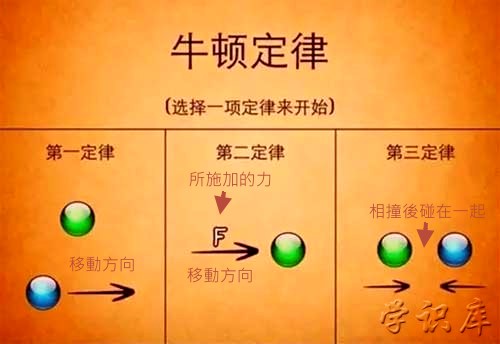 牛顿定律
(选择一项定律来开始)
第一定律
移動方向
第二定律
所施加的力
F
移動方向
第三定律
相撞後碰在一起
学识库